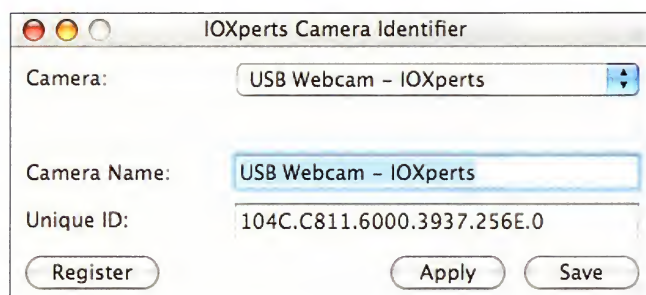 IOXperts Camera Identifier
Camera: USB Webcam – IOXperts
Camera Name: USB Webcam – IOXperts
Unique ID: 104C.C811.6000.3937.256E.0
Register Apply Save